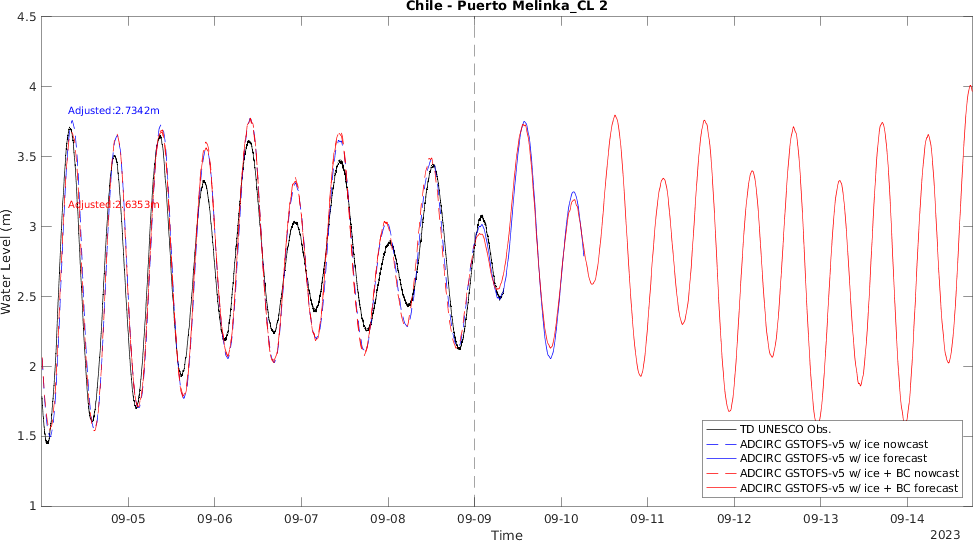 Chile - Puerto Melinka_CL 2
4.5
4
3.5
3
2.5
2
1.5
1
Water Level (m)
Adjusted:2.7342m
Adjusted:2.6353m
TD UNESCO Obs.
ADCIRC GSTOFS-v5 w/ ice nowcast
ADCIRC GSTOFS-v5 w/ ice forecast
ADCIRC GSTOFS-v5 w/ ice + BC nowcast
ADCIRC GSTOFS-v5 w/ ice + BC forecast
09-05 09-06 09-07 09-08 09-09 09-10 09-11 09-12 09-13 09-14
Time
2023